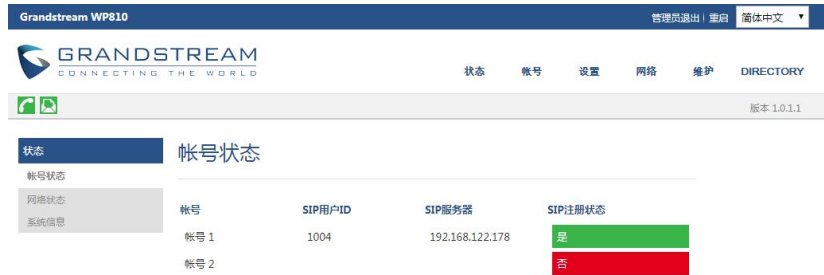 Grandstream WP810
管理员退出 | 重启 简体中文
GRANDSTREAM
CONNECTING THE WORLD
状态 帐号 设置 网络 维护 DIRECTORY
版本 1.0.1.1
状态
帐号状态
网络状态
系统信息
帐号状态
帐号 SIP用户ID SIP服务器 SIP注册状态
帐号 1 1004 192.168.122.178 是
帐号 2 否